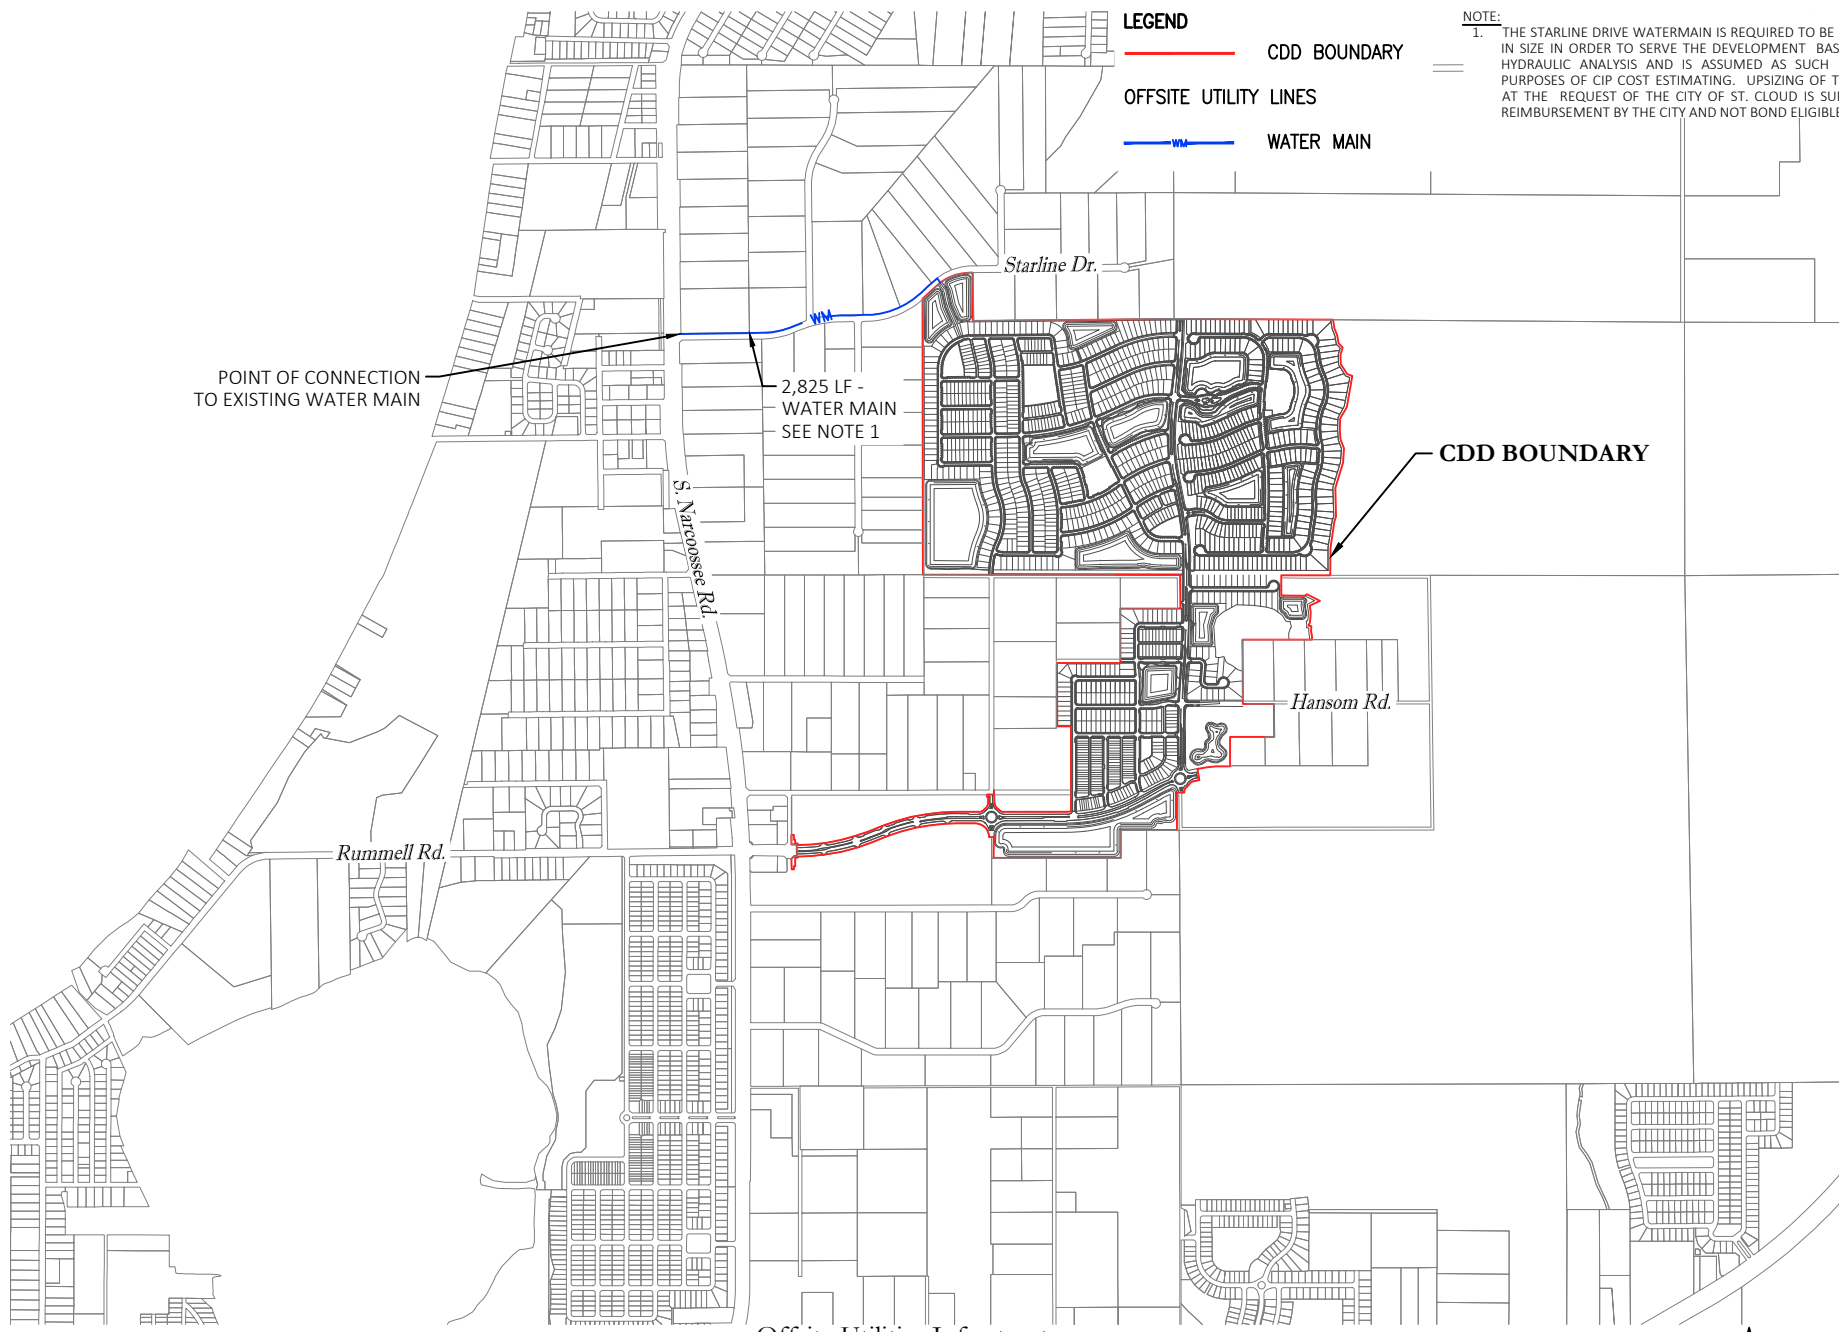 LEGEND
CDD BOUNDARY
OFFSITE UTILITY LINES
WM
WATER MAIN
NOTE:
1. THE STARLINE DRIVE WATERMAIN IS REQUIRED TO BE
IN SIZE IN ORDER TO SERVE THE DEVELOPMENT
HYDRAULIC ANALYSIS AND IS ASSUMED AS SUCH
PURPOSES OF CIP COST ESTIMATING. UPSIZING OF
AT THE REQUEST OF THE CITY OF ST. CLOUD IS
REIMBURSEMENT BY THE CITY AND NOT BOND ELIGIBLE
Starline Dr.
WM
POINT OF CONNECTION
TO EXISTING WATER MAIN
2,825 LF -
WATER MAIN
SEE NOTE 1
CDD BOUNDARY
S. Narcoossee Rd.
Hansom Rd.
Rummell Rd.